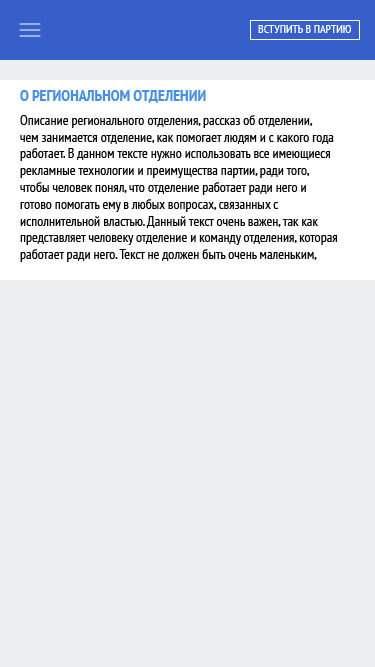 ВСТУПИТЬ В ПАРТИЮ
О РЕГИОНАЛЬНОМ ОТДЕЛЕНИИ
Описание регионального отделения, рассказ об отделении,
чем занимается отделение, как помогает людям и с какого года
работает. В данном тексте нужно использовать все имеющиеся
рекламные технологии и преимущества партии, ради того,
чтобы человек понял, что отделение работает ради него и
готово помогать ему в любых вопросах, связанных с
исполнительной властью. Данный текст очень важен, так как
представляет человеку отделение и команду отделения, которая
работает ради него. Текст не должен быть очень маленьким,